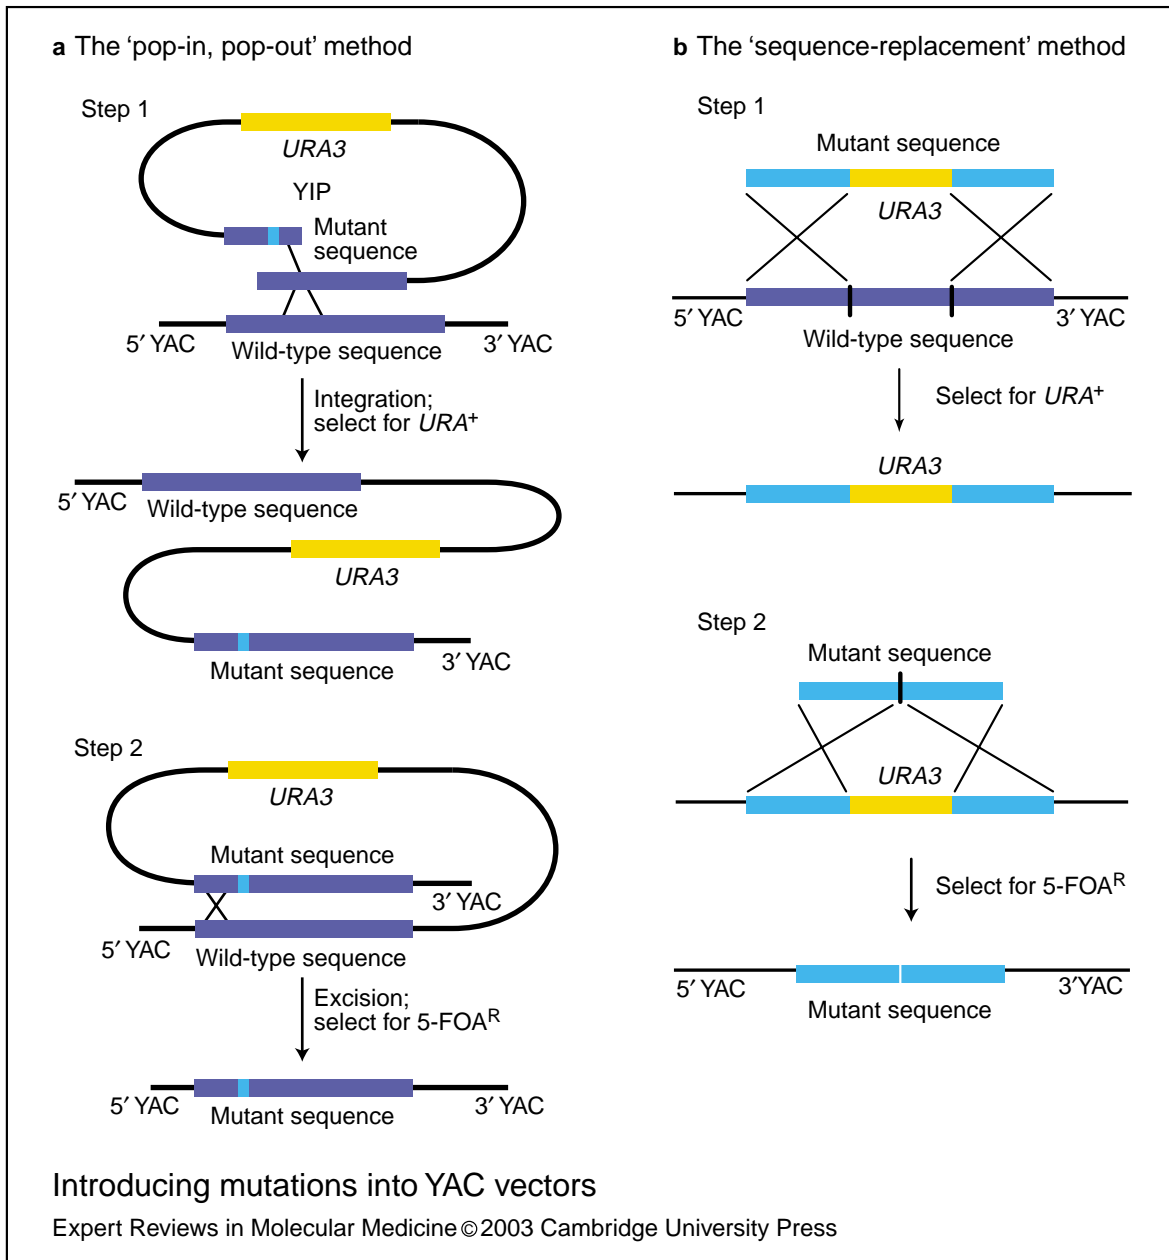 a The ‘pop-in, pop-out’ method
Step 1
URA3
YIP
Mutant
sequence
5′ YAC
Wild-type sequence
3′ YAC
Integration;
select for URA+
5′ YAC
Wild-type sequence
URA3
Mutant sequence
3′ YAC
Step 2
URA3
Mutant sequence
3′ YAC
5′ YAC
Wild-type sequence
Excision;
select for 5-FOAR
5′ YAC
Mutant sequence
3′ YAC
b The ‘sequence-replacement’ method
Step 1
Mutant sequence
URA3
5′ YAC
Wild-type sequence
3′ YAC
Select for URA+
URA3
Step 2
Mutant sequence
URA3
Select for 5-FOAR
5′ YAC
Mutant sequence
3′YAC
Introducing mutations into YAC vectors
Expert Reviews in Molecular Medicine ©2003 Cambridge University Press